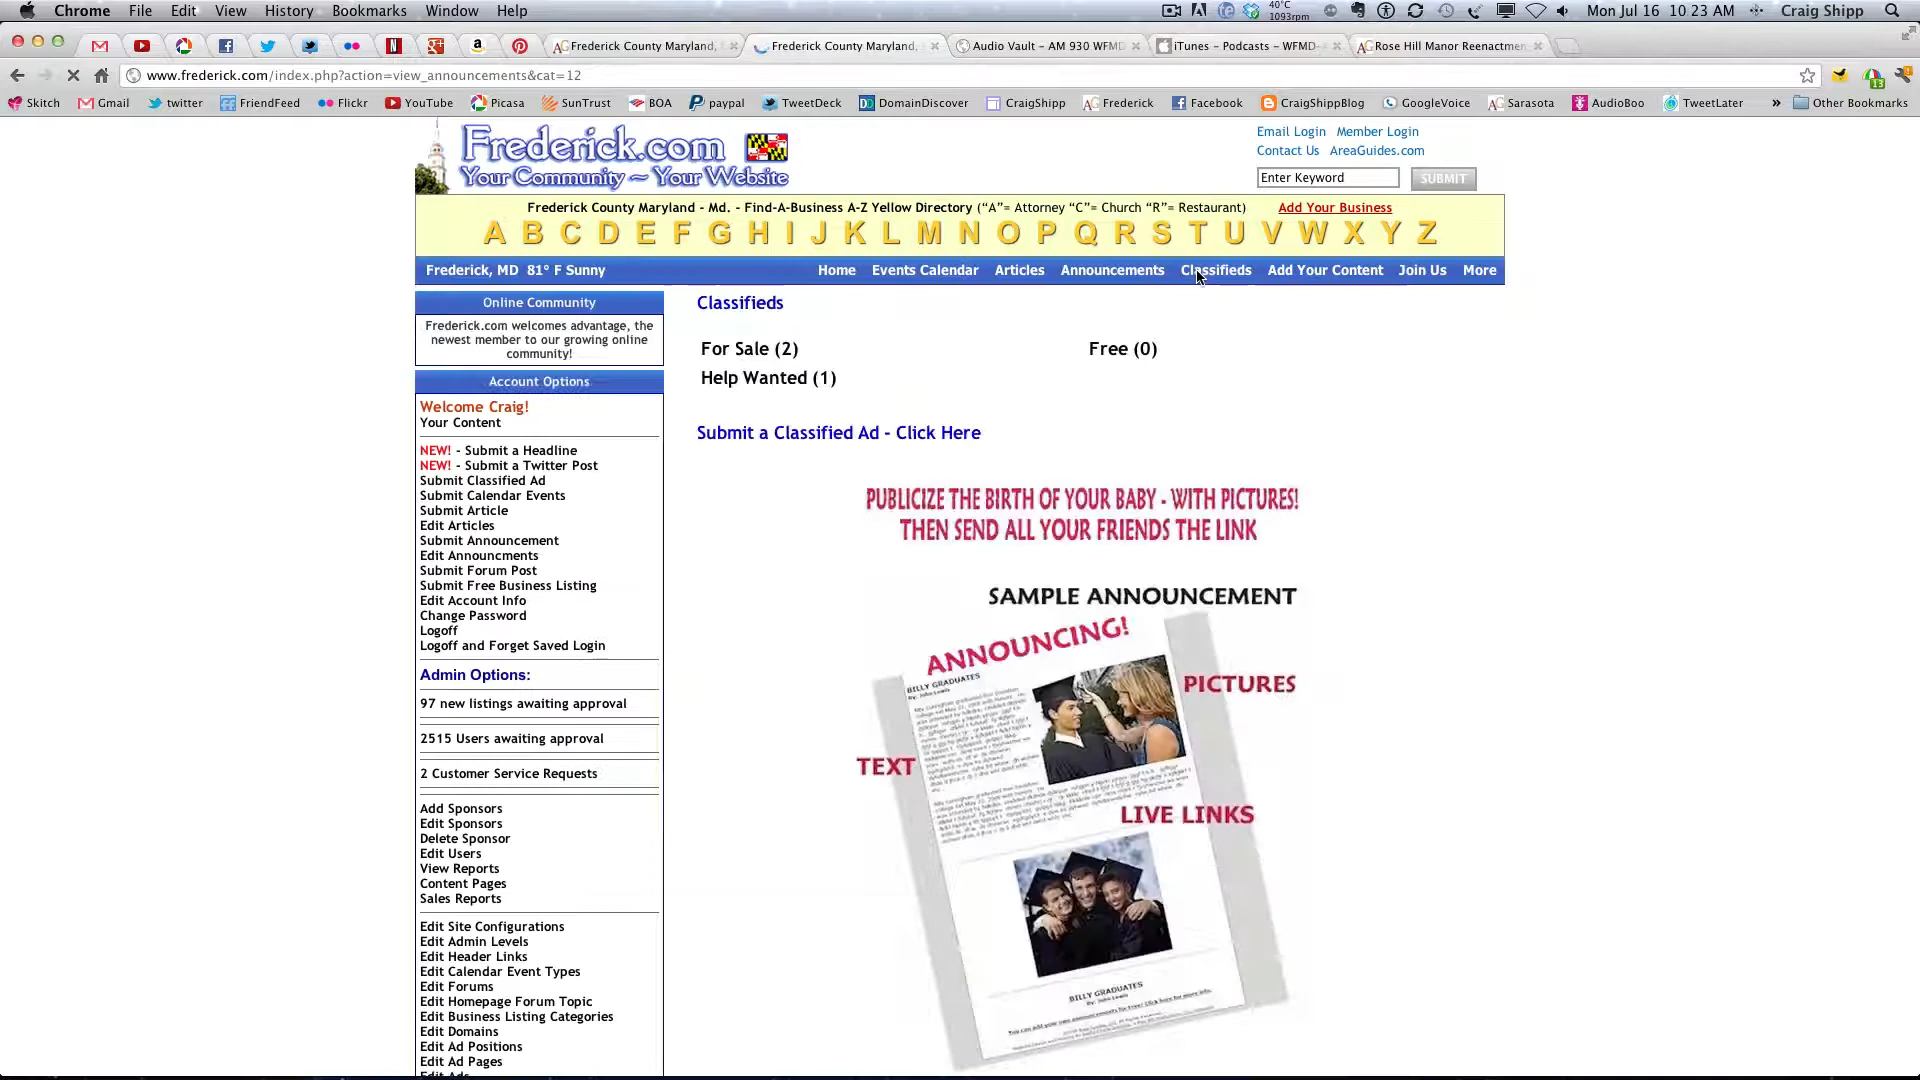 Chrome File Edit View History Bookmarks Window Help 40°C 1093rpm Mon Jul 16 10:23 AM Craig Shipp
Frederick County Maryland, Frederick County Maryland, Audio Vault – AM 930 WFMD iTunes – Podcasts – WFMD Rose Hill Manor Reenactmen
www.frederick.com/index.php?action=view_announcements&cat=12
Skitch Gmail twitter FriendFeed Flickr YouTube Picasa SunTrust BOA paypal TweetDeck DomainDiscover CraigShipp Frederick Facebook CraigShippBlog GoogleVoice Sarasota AudioBoo TweetLater » Other Bookmarks
Frederick.com
Your Community ~ Your Website
Email Login Member Login
Contact Us AreaGuides.com
Enter Keyword SUBMIT
Frederick County Maryland - Md. - Find-A-Business A-Z Yellow Directory (“A”= Attorney “C”= Church “R”= Restaurant) Add Your Business
A B C D E F G H I J K L M N O P Q R S T U V W X Y Z
Frederick, MD 81° F Sunny Home Events Calendar Articles Announcements Classifieds Add Your Content Join Us More
Online Community
Frederick.com welcomes advantage, the
newest member to our growing online
community!
Account Options
Welcome Craig!
Your Content
NEW! - Submit a Headline
NEW! - Submit a Twitter Post
Submit Classified Ad
Submit Calendar Events
Submit Article
Edit Articles
Submit Announcement
Edit Announcments
Submit Forum Post
Submit Free Business Listing
Edit Account Info
Change Password
Logoff
Logoff and Forget Saved Login
Admin Options:
97 new listings awaiting approval
2515 Users awaiting approval
2 Customer Service Requests
Add Sponsors
Edit Sponsors
Delete Sponsor
Edit Users
View Reports
Content Pages
Sales Reports
Edit Site Configurations
Edit Admin Levels
Edit Header Links
Edit Calendar Event Types
Edit Forums
Edit Homepage Forum Topic
Edit Business Listing Categories
Edit Domains
Edit Ad Positions
Edit Ad Pages
Edit Ads
Classifieds
For Sale (2) Free (0)
Help Wanted (1)
Submit a Classified Ad - Click Here
PUBLICIZE THE BIRTH OF YOUR BABY - WITH PICTURES!
THEN SEND ALL YOUR FRIENDS THE LINK
SAMPLE ANNOUNCEMENT
ANNOUNCING!
BILLY GRADUATES
By: John Lewis
PICTURES
TEXT
LIVE LINKS
BILLY GRADUATES
By: John Lewis